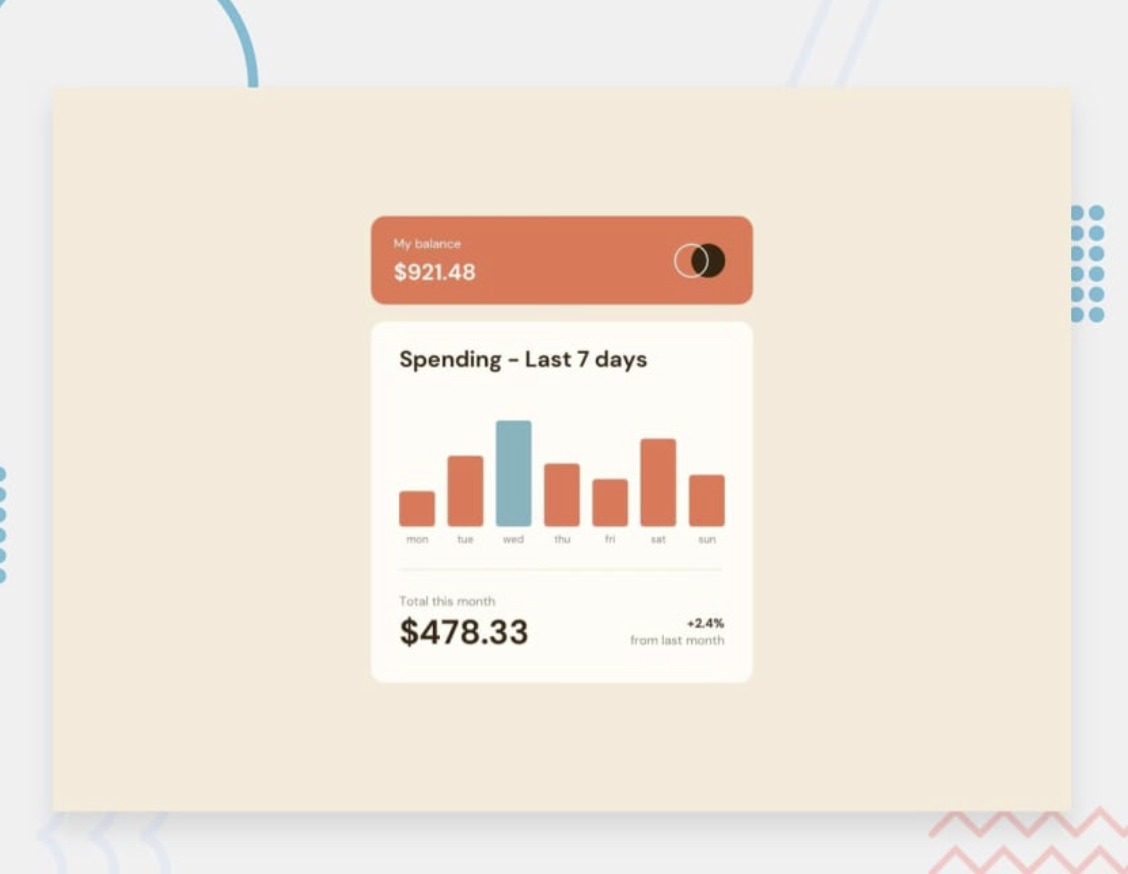 My balance
$921.48
Spending - Last 7 days
mon tue wed thu fri sat sun
Total this month
$478.33
+2.4%
from last month